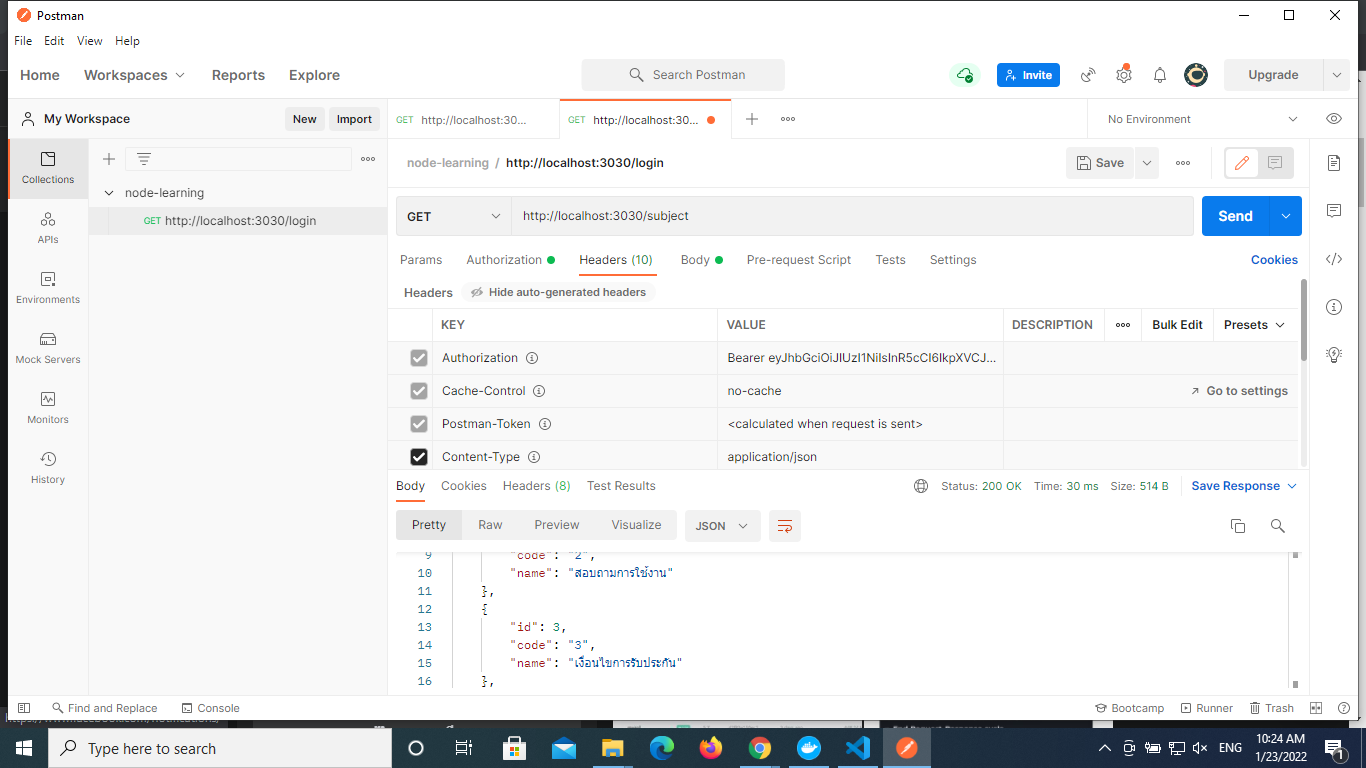 Postman
File Edit View Help
Home Workspaces Reports Explore Search Postman Invite Upgrade
My Workspace New Import GET http://localhost:30... GET http://localhost:30... No Environment
node-learning / http://localhost:3030/login Save
Collections
node-learning
GET http://localhost:3030/login
GET http://localhost:3030/subject Send
APIs
Params Authorization Headers (10) Body Pre-request Script Tests Settings Cookies
Environments
Headers Hide auto-generated headers
KEY VALUE DESCRIPTION Bulk Edit Presets
Mock Servers
Authorization
Cache-Control no-cache Go to settings
Monitors
Postman-Token <calculated when request is sent>
Content-Type application/json
History
Body Cookies Headers (8) Test Results Status: 200 OK Time: 30 ms Size: 514 B Save Response
Pretty Raw Preview Visualize JSON
9 "code": "2",
10 "name": "สอบถามการใช้งาน"
11 },
12 {
13 "id": 3,
14 "code": "3",
15 "name": "เงื่อนไขการรับประกัน"
16 },
Find and Replace Console Bootcamp Runner Trash
Type here to search ENG 10:24 AM
1/23/2022
1